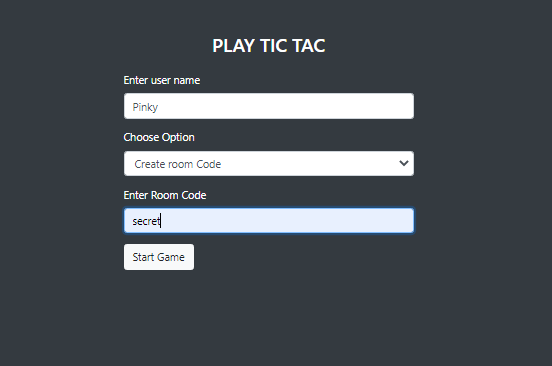 PLAY TIC TAC
Enter user name
Pinky
Choose Option
Create room Code
Enter Room Code
secret
Start Game